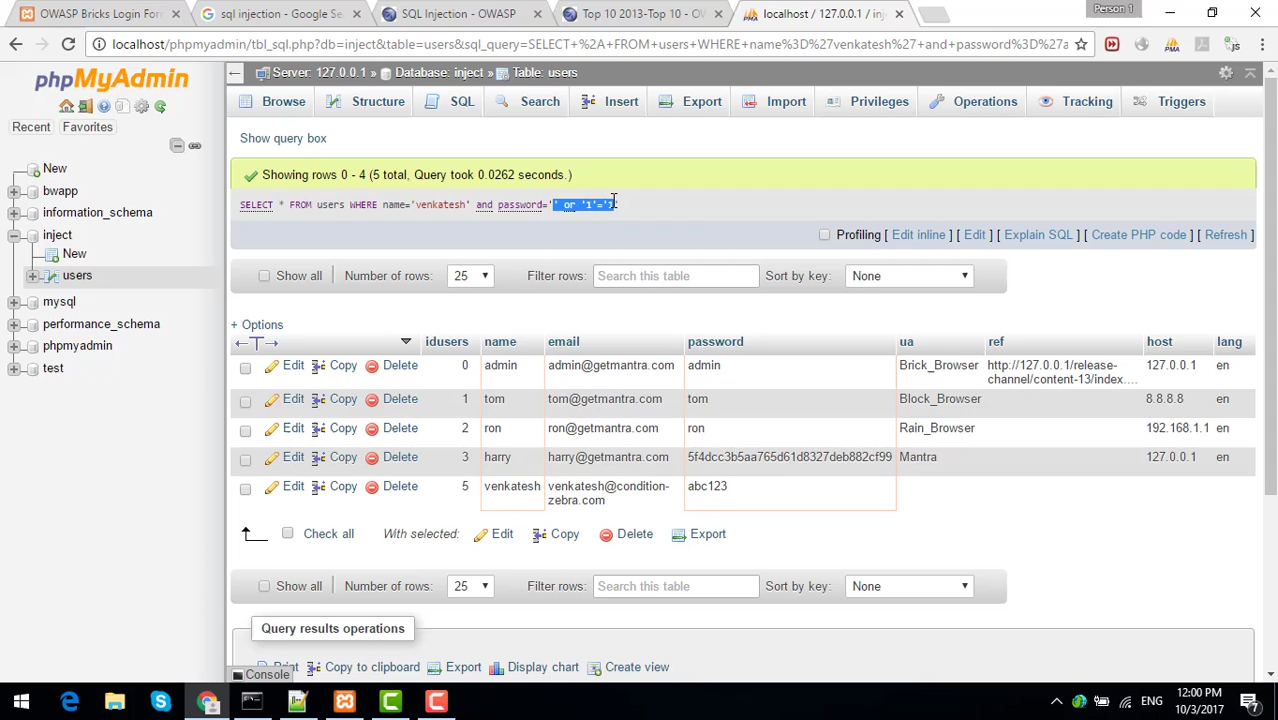 OWASP Bricks Login For
sql injection - Google Se
SQL Injection - OWASP
Top 10 2013-Top 10 - O
localhost / 127.0.0.1 / inj
Person 1
localhost/phpmyadmin/tbl_sql.php?db=inject&table=users&sql_query=SELECT+%2A+FROM+users+WHERE+name%3D%27venkatesh%27+and+password%3D%27
phpMyAdmin
Recent Favorites
New
bwapp
information_schema
inject
New
users
mysql
performance_schema
phpmyadmin
test
Server: 127.0.0.1 » Database: inject » Table: users
Browse Structure SQL Search Insert Export Import Privileges Operations Tracking Triggers
Show query box
Showing rows 0 - 4 (5 total, Query took 0.0262 seconds.)
SELECT * FROM users WHERE name='venkatesh' and password='' or '1'='1'
Profiling [ Edit inline ] [ Edit ] [ Explain SQL ] [ Create PHP code ] [ Refresh ]
Show all Number of rows: 25 Filter rows: Search this table Sort by key: None
+ Options
idusers name email password ua ref host lang
Edit Copy Delete 0 admin admin@getmantra.com admin Brick_Browser http://127.0.0.1/release-channel/content-13/index.... 127.0.0.1 en
Edit Copy Delete 1 tom tom@getmantra.com tom Block_Browser 8.8.8.8 en
Edit Copy Delete 2 ron ron@getmantra.com ron Rain_Browser 192.168.1.1 en
Edit Copy Delete 3 harry harry@getmantra.com 5f4dcc3b5aa765d61d8327deb882cf99 Mantra 127.0.0.1 en
Edit Copy Delete 5 venkatesh venkatesh@condition-zebra.com abc123
Check all With selected: Edit Copy Delete Export
Show all Number of rows: 25 Filter rows: Search this table Sort by key: None
Query results operations
Print Copy to clipboard Export Display chart Create view
Console
ENG
12:00 PM
10/3/2017